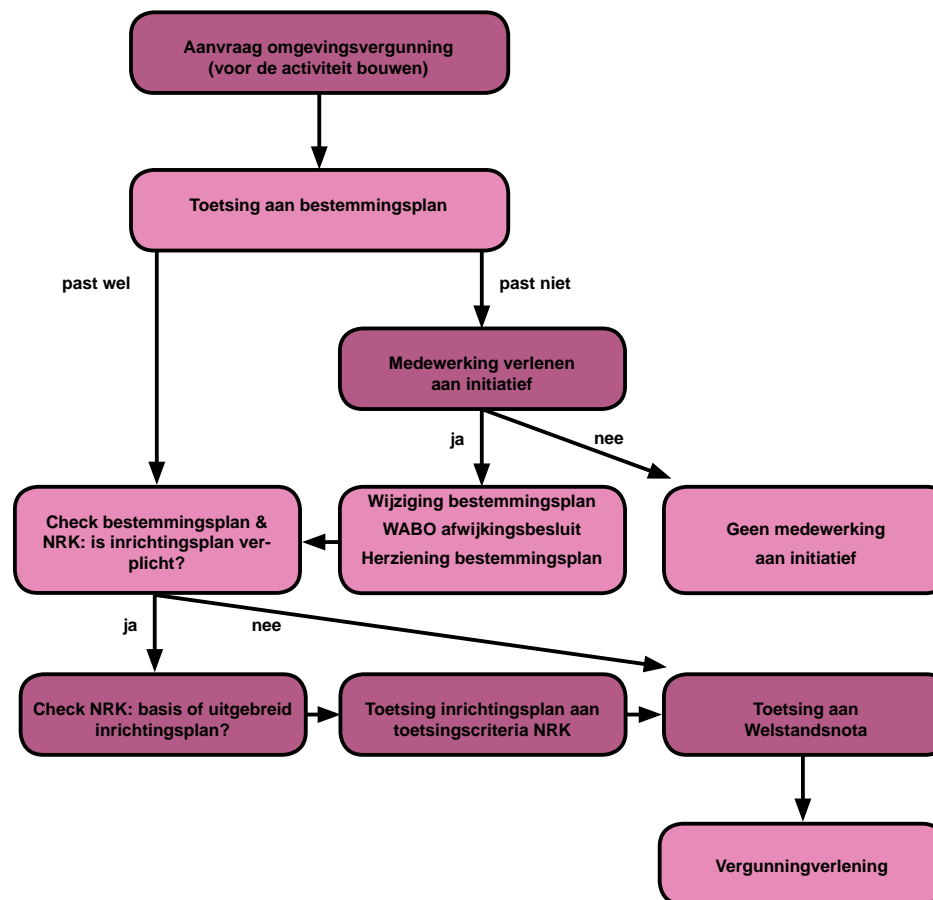 Aanvraag omgevingsvergunning
(voor de activiteit bouwen)
Toetsing aan bestemmingsplan
past wel
past niet
Medewerking verlenen
aan initiatief
ja
nee
Check bestemmingsplan &
NRK: is inrichtingsplan ver-
plicht?
Wijziging bestemmingsplan
WABO afwijkingsbesluit
Herziening bestemmingsplan
Geen medewerking
aan initiatief
ja
nee
Check NRK: basis of uitgebreid
inrichtingsplan?
Toetsing inrichtingsplan aan
toetsingscriteria NRK
Toetsing aan
Welstandsnota
Vergunningverlening